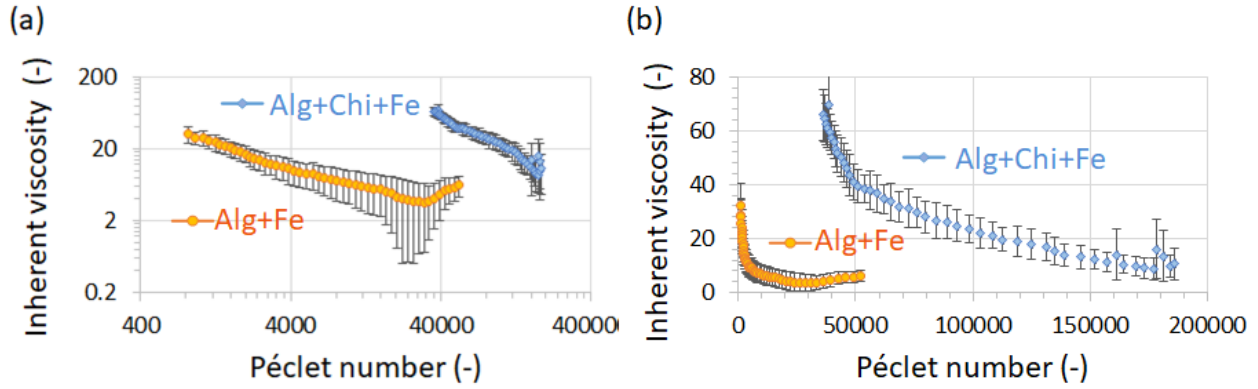 (a)
Inherent viscosity (-)
200
20
2
0.2
400
4000
40000
400000
Alg+Chi+Fe
Alg+Fe
Péclet number (-)
(b)
Inherent viscosity (-)
80
60
40
20
0
0
50000
100000
150000
200000
Alg+Chi+Fe
Alg+Fe
Péclet number (-)